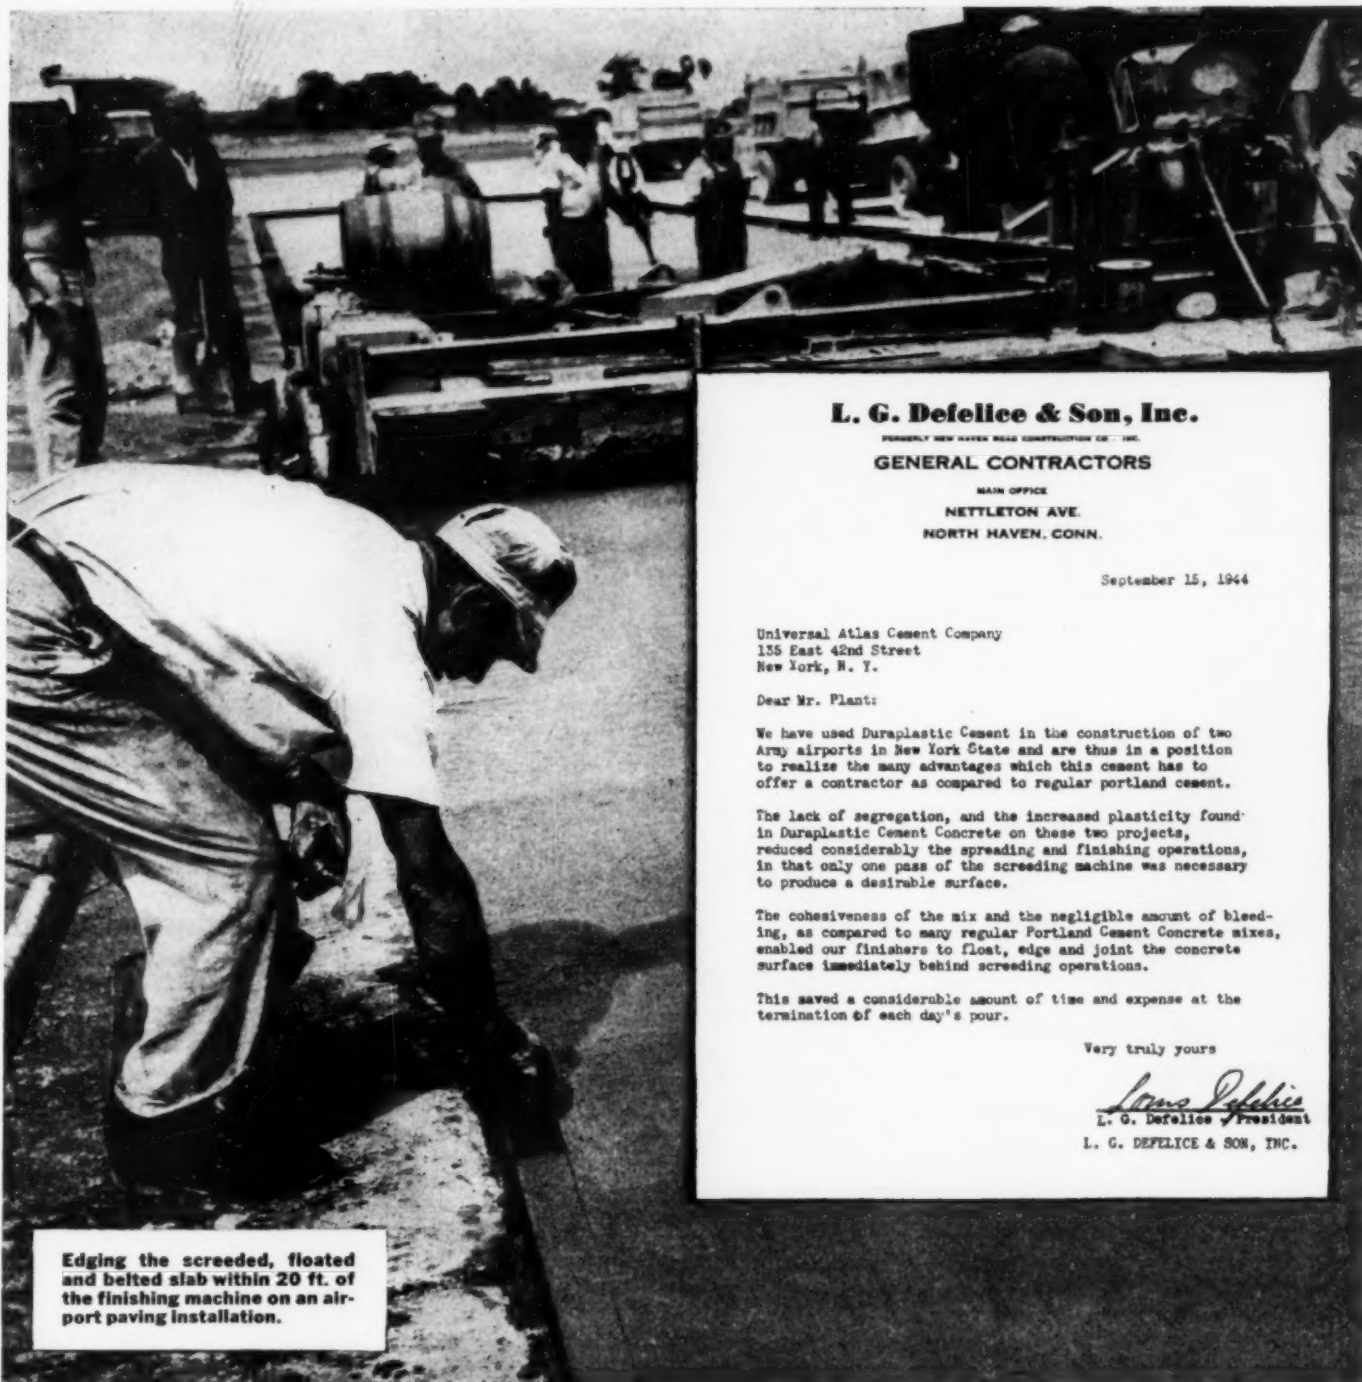 L. G. Defelice & Son, Inc.
FORMERLY NEW HAVEN ROAD CONSTRUCTION CO., INC.
GENERAL CONTRACTORS
MAIN OFFICE
NETTLETON AVE.
NORTH HAVEN, CONN.
September 15, 1944
Universal Atlas Cement Company
135 East 42nd Street
New York, N. Y.
Dear Mr. Plant:
We have used Duraplastic Cement in the construction of two
Army airports in New York State and are thus in a position
to realize the many advantages which this cement has to
offer a contractor as compared to regular portland cement.
The lack of segregation, and the increased plasticity found
in Duraplastic Cement Concrete on these two projects,
reduced considerably the spreading and finishing operations,
in that only one pass of the screeding machine was necessary
to produce a desirable surface.
The cohesiveness of the mix and the negligible amount of bleed-
ing, as compared to many regular Portland Cement Concrete mixes,
enabled our finishers to float, edge and joint the concrete
surface immediately behind screeding operations.
This saved a considerable amount of time and expense at the
termination of each day's pour.
Very truly yours
Louis Defelice
L. G. Defelice, President
L. G. DEFELICE & SON, INC.
Edging the screeded, floated
and belted slab within 20 ft. of
the finishing machine on an air-
port paving installation.